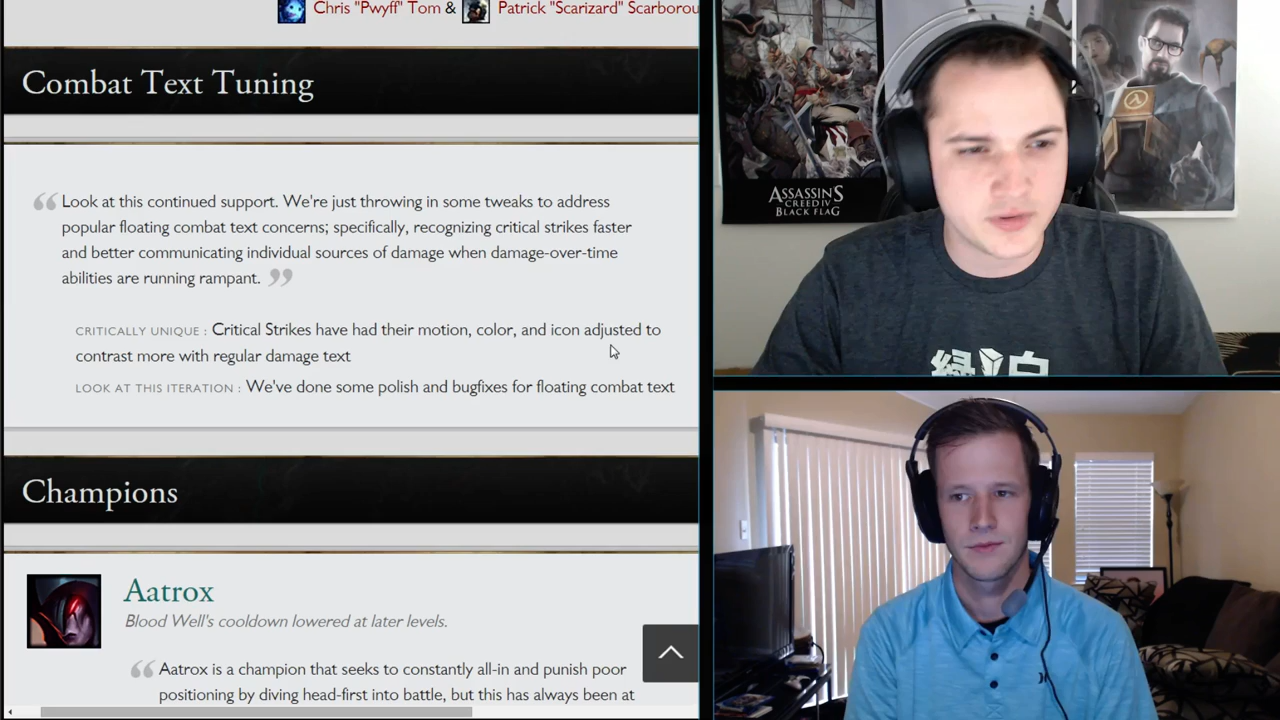 Chris "Pwyff" Tom & Patrick "Scarizard" Scarborou
Combat Text Tuning
Look at this continued support. We're just throwing in some tweaks to address
popular floating combat text concerns; specifically, recognizing critical strikes faster
and better communicating individual sources of damage when damage-over-time
abilities are running rampant.
CRITICALLY UNIQUE : Critical Strikes have had their motion, color, and icon adjusted to
contrast more with regular damage text
LOOK AT THIS ITERATION : We've done some polish and bugfixes for floating combat text
Champions
Aatrox
Blood Well's cooldown lowered at later levels.
Aatrox is a champion that seeks to constantly all-in and punish poor
positioning by diving head-first into battle, but this has always been at
ASSASSIN'S
CREED IV
BLACK FLAG